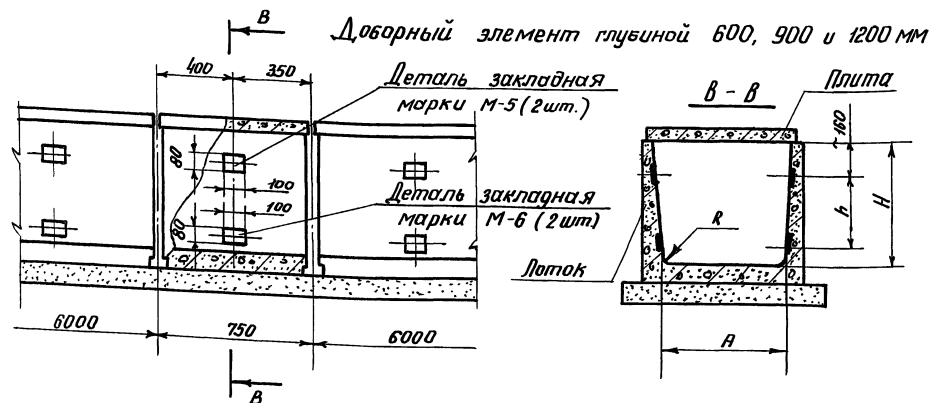 В
Доборный элемент глубиной 600, 900 и 1200 мм
400
350
Деталь закладная
марки М-5 (2шт.)
В - В
Плита
~160
80
100
100
Деталь закладная
марки М-6 (2шт)
80
h
H
R
Лоток
6000
750
6000
A
В